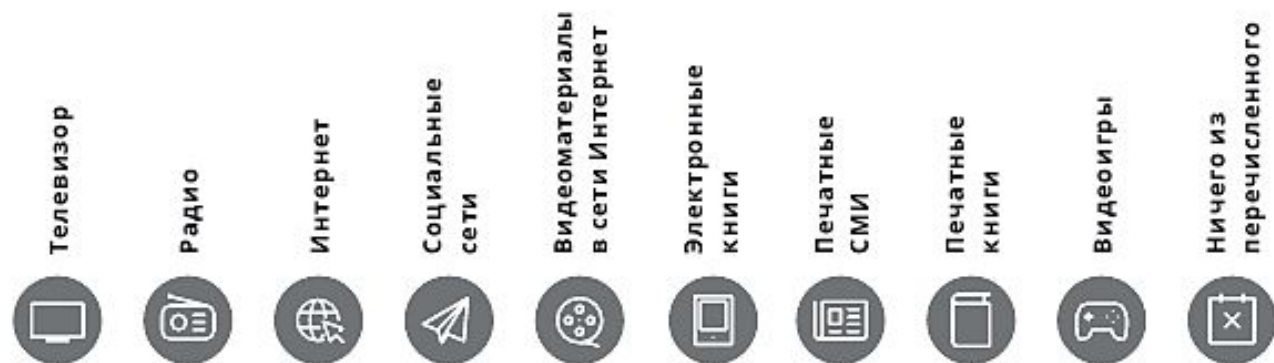 Телевизор
Радио
Интернет
Социальные
сети
Видеоматериалы
в сети Интернет
Электронные
книги
Печатные
СМИ
Печатные
книги
Видеоигры
Ничего из
перечисленного